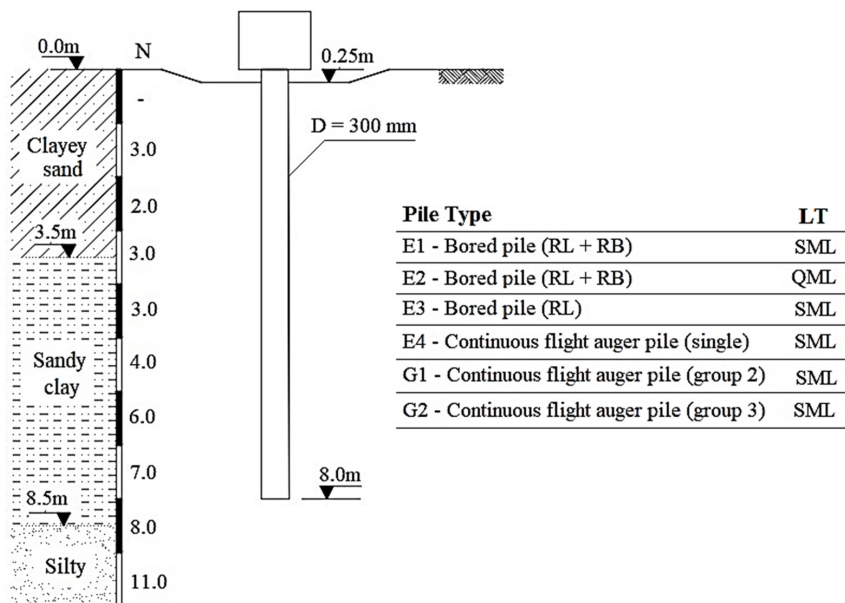 0.0m
N
0.25m
-
D = 300 mm
Clayey
sand
3.0
2.0
3.5m
3.0
3.0
Sandy
clay
4.0
6.0
7.0
8.0m
8.5m
8.0
Silty
11.0
Pile Type LT
E1 - Bored pile (RL + RB) SML
E2 - Bored pile (RL + RB) QML
E3 - Bored pile (RL) SML
E4 - Continuous flight auger pile (single) SML
G1 - Continuous flight auger pile (group 2) SML
G2 - Continuous flight auger pile (group 3) SML